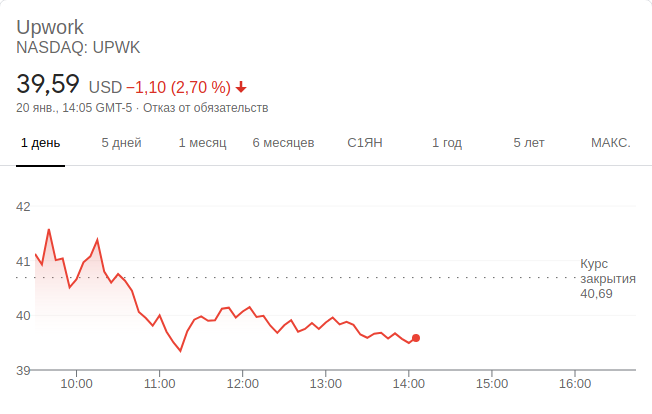 Upwork
NASDAQ: UPWK
39,59 USD −1,10 (2,70 %)
20 янв., 14:05 GMT-5 · Отказ от обязательств
1 день 5 дней 1 месяц 6 месяцев С1ЯН 1 год 5 лет МАКС.
42
41
40
39
Курс
закрытия
40,69
10:00 11:00 12:00 13:00 14:00 15:00 16:00